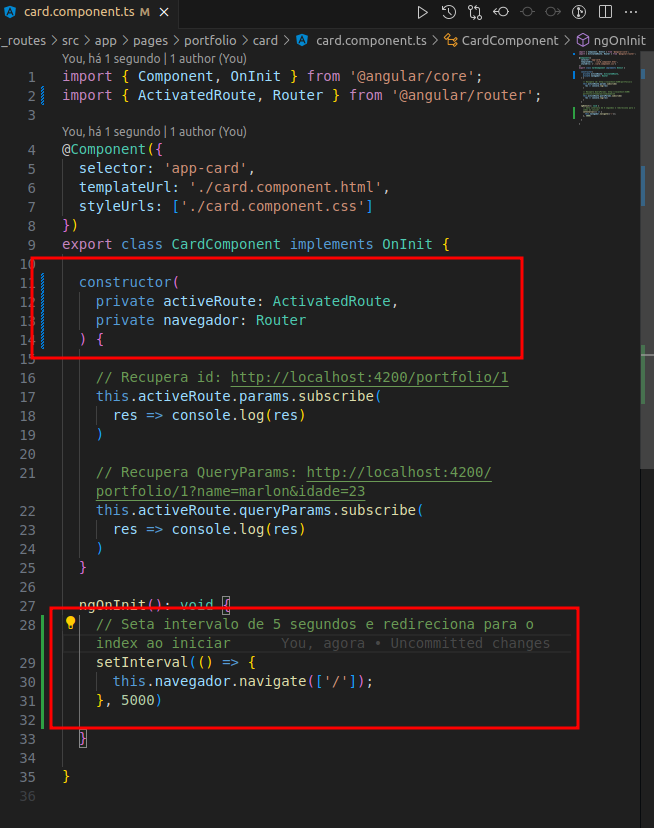 card.component.ts M ×
r_routes > src > app > pages > portfolio > card > card.component.ts > CardComponent > ngOnInit
You, há 1 segundo | 1 author (You)
1 import { Component, OnInit } from '@angular/core';
2 import { ActivatedRoute, Router } from '@angular/router';
3
You, há 1 segundo | 1 author (You)
4 @Component({
5 selector: 'app-card',
6 templateUrl: './card.component.html',
7 styleUrls: ['./card.component.css']
8 })
9 export class CardComponent implements OnInit {
10
11 constructor(
12 private activeRoute: ActivatedRoute,
13 private navegador: Router
14 ) {
15
16 // Recupera id: http://localhost:4200/portfolio/1
17 this.activeRoute.params.subscribe(
18 res => console.log(res)
19 )
20
21 // Recupera QueryParams: http://localhost:4200/
portfolio/1?name=marlon&idade=23
22 this.activeRoute.queryParams.subscribe(
23 res => console.log(res)
24 )
25 }
26
27 ngOnInit(): void {
28 // Seta intervalo de 5 segundos e redireciona para o
index ao iniciar You, agora • Uncommitted changes
29 setInterval(() => {
30 this.navegador.navigate(['/']);
31 }, 5000)
32
33 }
34
35 }
36